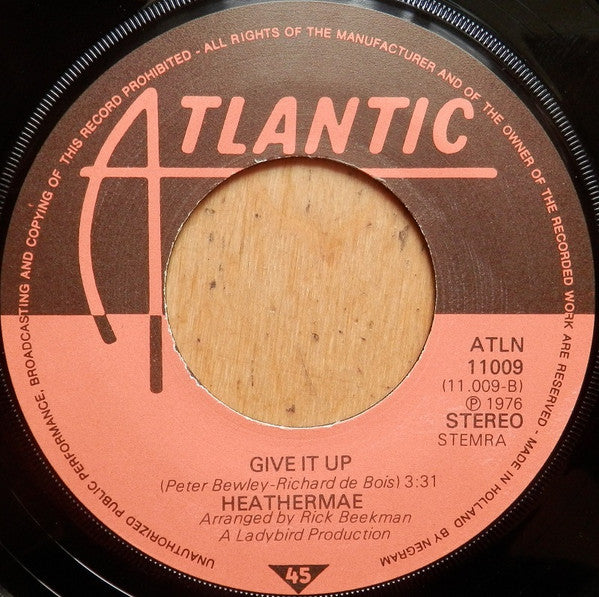 ATLANTIC
UNAUTHORIZED PUBLIC PERFORMANCE, BROADCASTING AND COPYING OF THIS RECORD PROHIBITED - ALL RIGHTS OF THE MANUFACTURER AND OF THE OWNER OF THE RECORDED WORK ARE RESERVED - MADE IN HOLLAND BY NEGRAM
ATLN
11009
(11.009-B)
℗ 1976
STEREO
STEMRA
GIVE IT UP
(Peter Bewley-Richard de Bois) 3:31
HEATHERMAE
Arranged by Rick Beekman
A Ladybird Production
45